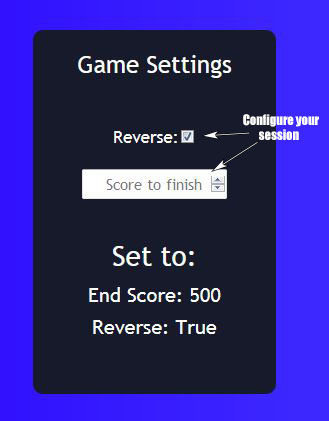 Game Settings
Configure your
session
Reverse:
Score to finish
Set to:
End Score: 500
Reverse: True